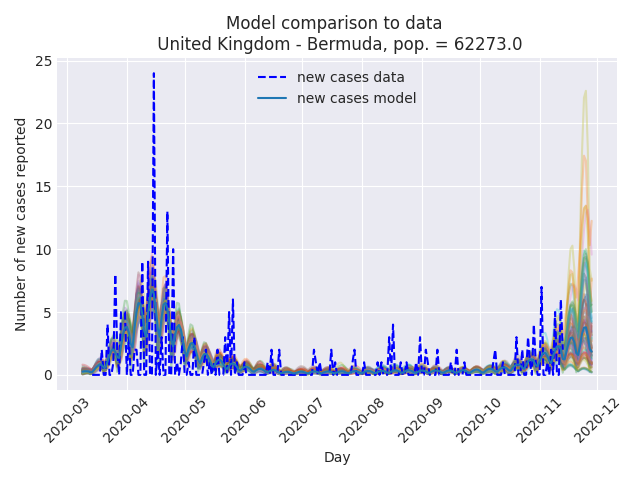 Model comparison to data
United Kingdom - Bermuda, pop. = 62273.0
new cases data
new cases model
Number of new cases reported
25
20
15
10
5
0
2020-03
2020-04
2020-05
2020-06
2020-07
2020-08
2020-09
2020-10
2020-11
2020-12
Day